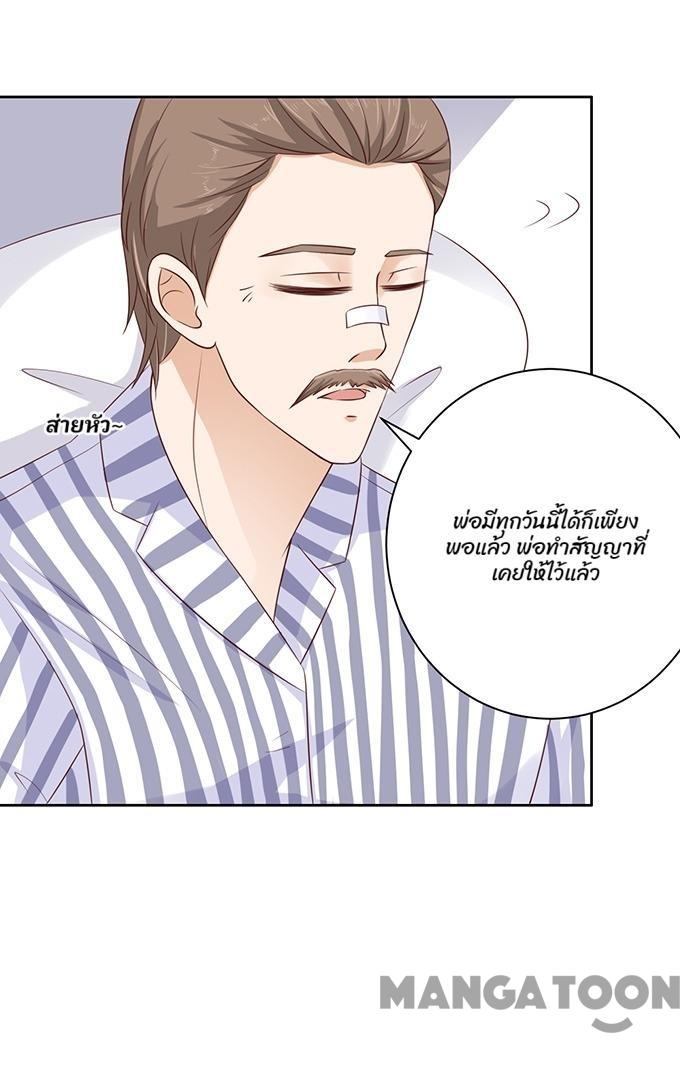 ส่ายหัว~
พ่อมีทุกวันนี้ได้ก็เพียง
พอแล้ว พ่อทำสัญญาที่
เคยให้ไว้แล้ว
MANGATOON